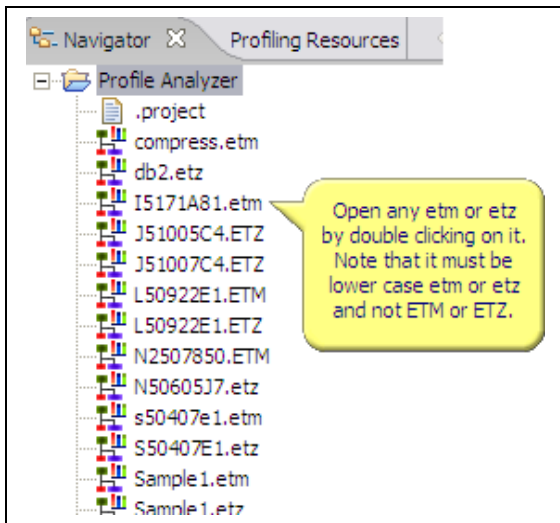 Navigator
Profiling Resources
Profile Analyzer
.project
compress.etm
db2.etz
I5171A81.etm
J51005C4.ETZ
J51007C4.ETZ
L50922E1.ETM
L50922E1.ETZ
N2507850.ETM
N50605J7.etz
s50407e1.etm
S50407E1.etz
Sample1.etm
Sample1.etz
Open any etm or etz
by double clicking on it.
Note that it must be
lower case etm or etz
and not ETM or ETZ.